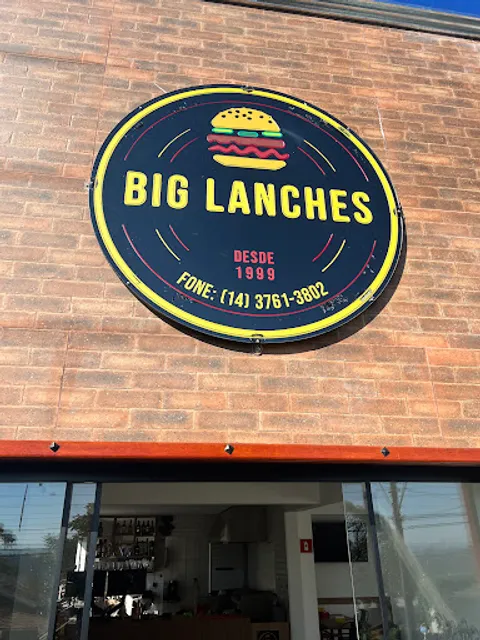 BIG LANCHES
DESDE
1999
FONE: (14) 3761-3802